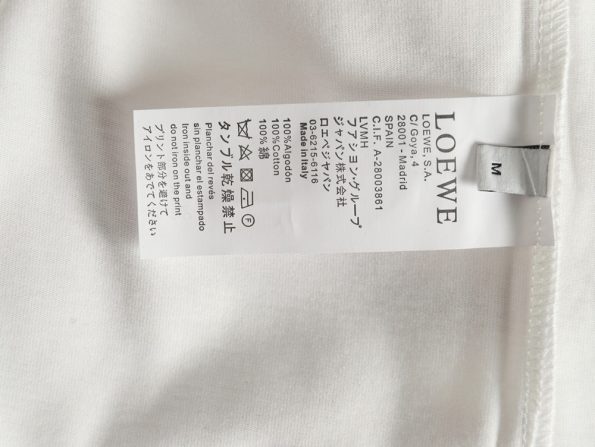 M
LOEWE
LOEWE, S.A.
C/ Goya, 4
28001 - Madrid
SPAIN
C.I.F. A-28003861
LVMH
ファション・グループ
ジャパン株式会社
ロエベジャパン
03-6215-6116
Made in Italy
100%Algodón
100%Cotton
100% 綿
F
タンブル乾燥禁止
Planchar del revés
sin planchar el estampado
Iron inside out and
do not iron on the print
プリント部分を避けて
アイロンをあでてください